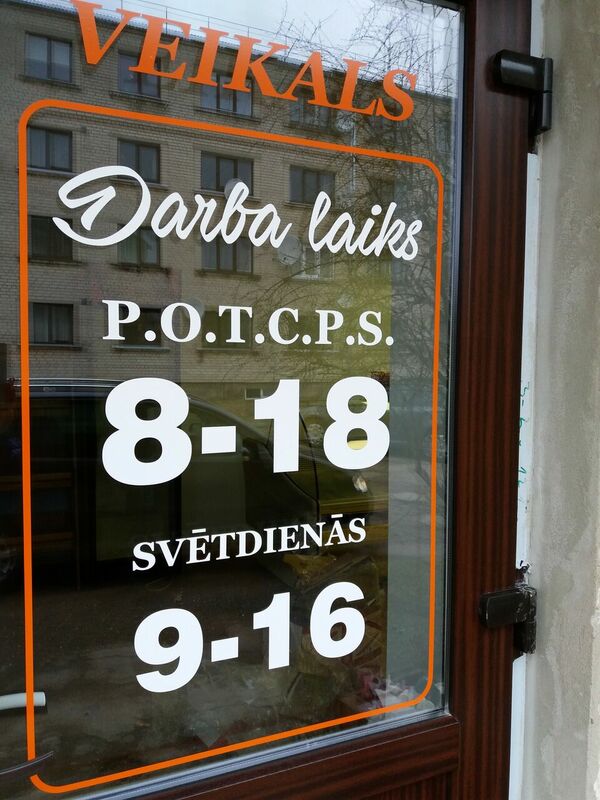 VEIKALS
Darba laiks
P.O.T.C.P.S.
8-18
SVĒTDIENĀS
9-16